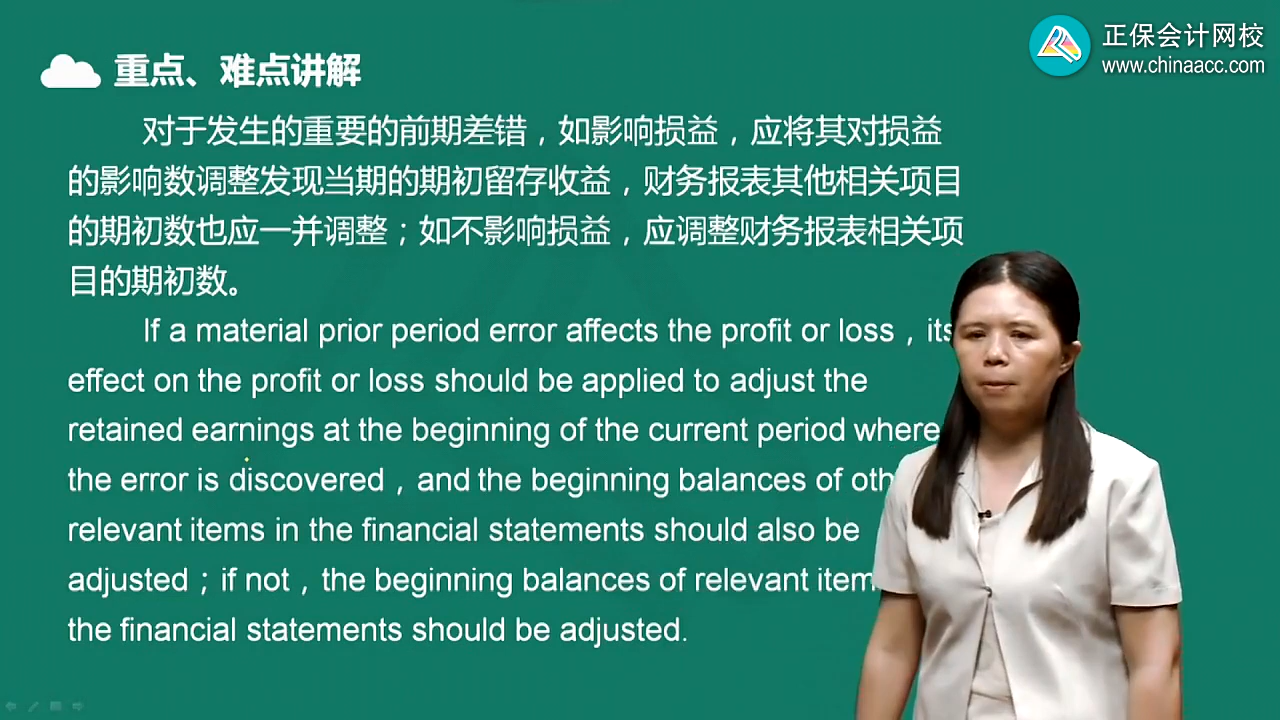 正保会计网校
www.chinaacc.com
重点、难点讲解
对于发生的重要的前期差错，如影响损益，应将其对损益
的影响数调整发现当期的期初留存收益，财务报表其他相关项目
的期初数也应一并调整；如不影响损益，应调整财务报表相关项
目的期初数。
If a material prior period error affects the profit or loss，its
effect on the profit or loss should be applied to adjust the
retained earnings at the beginning of the current period where
the error is discovered，and the beginning balances of
relevant items in the financial statements should also be
adjusted；if not，the beginning balances of relevant
the financial statements should be adjusted.